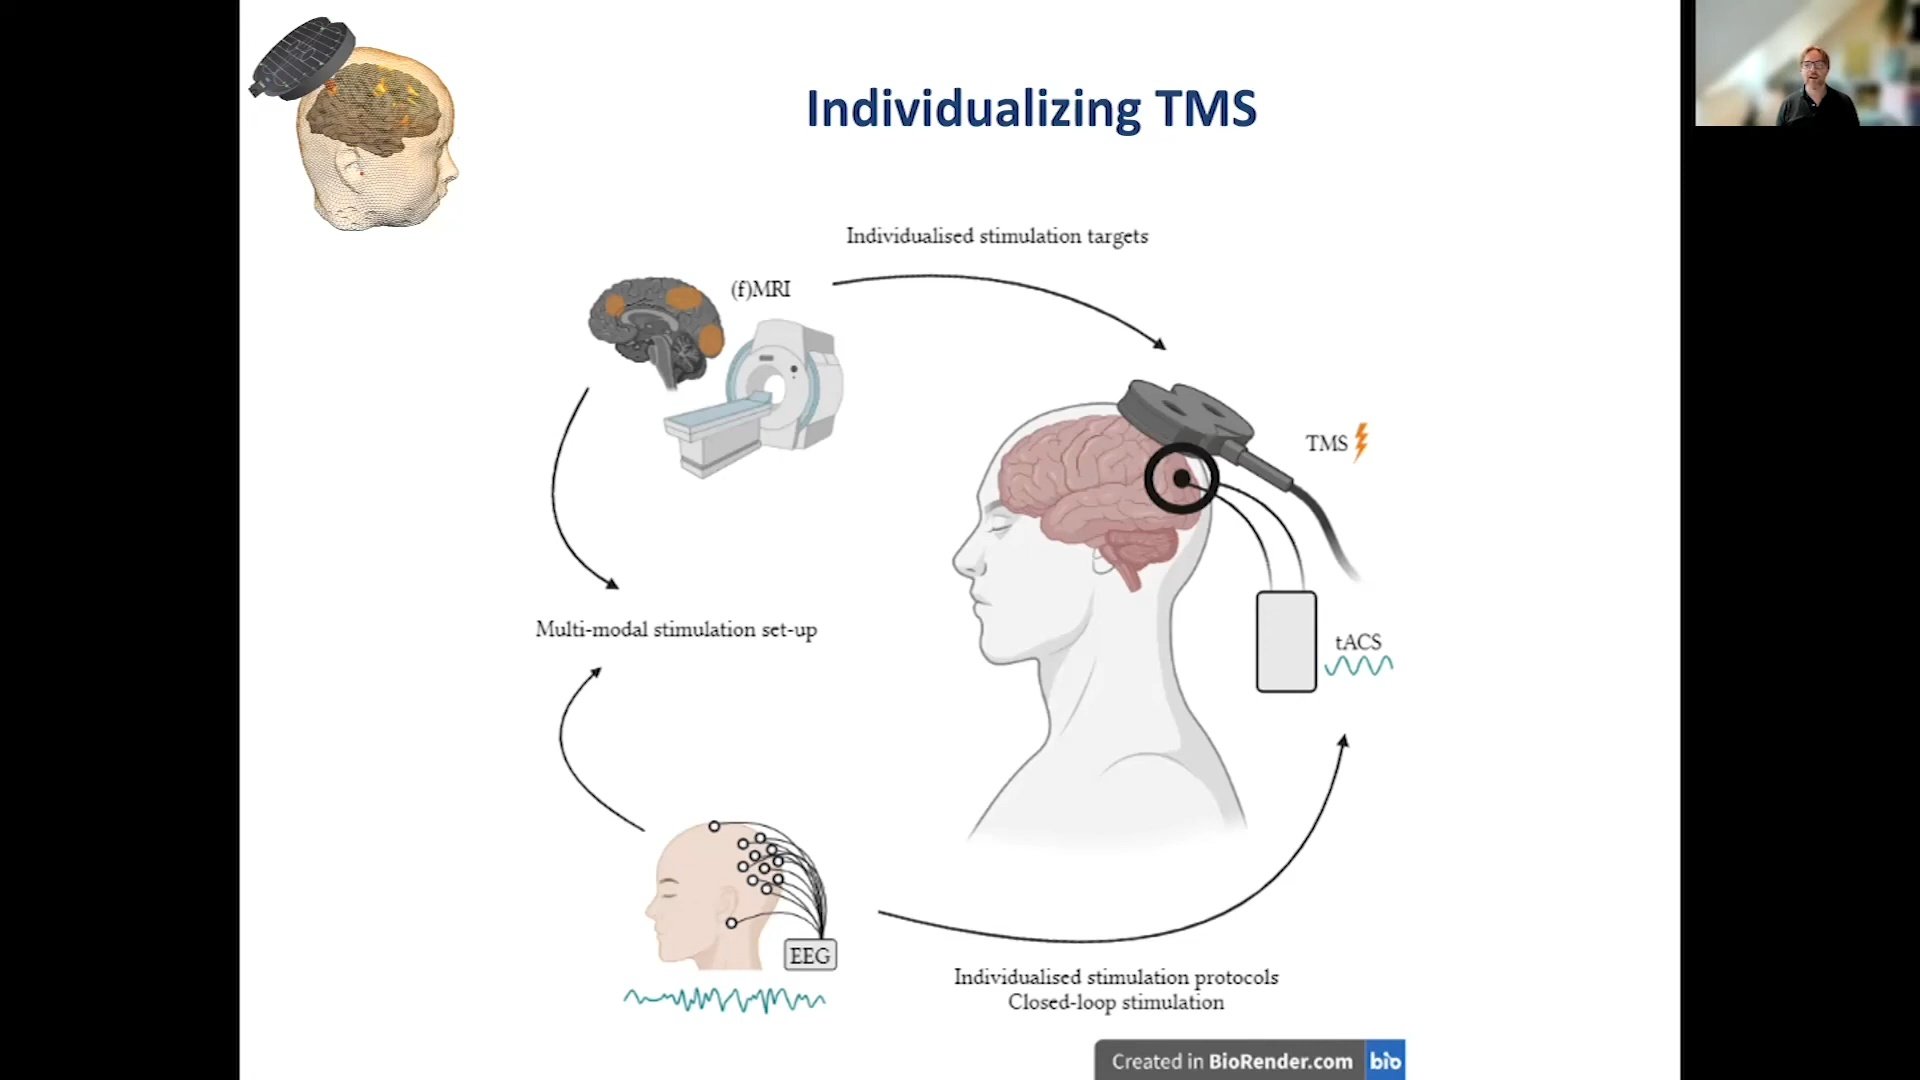 Individualizing TMS
Individualised stimulation targets
(f)MRI
TMS
Multi-modal stimulation set-up
tACS
EEG
Individualised stimulation protocols
Closed-loop stimulation
Created in BioRender.com bio